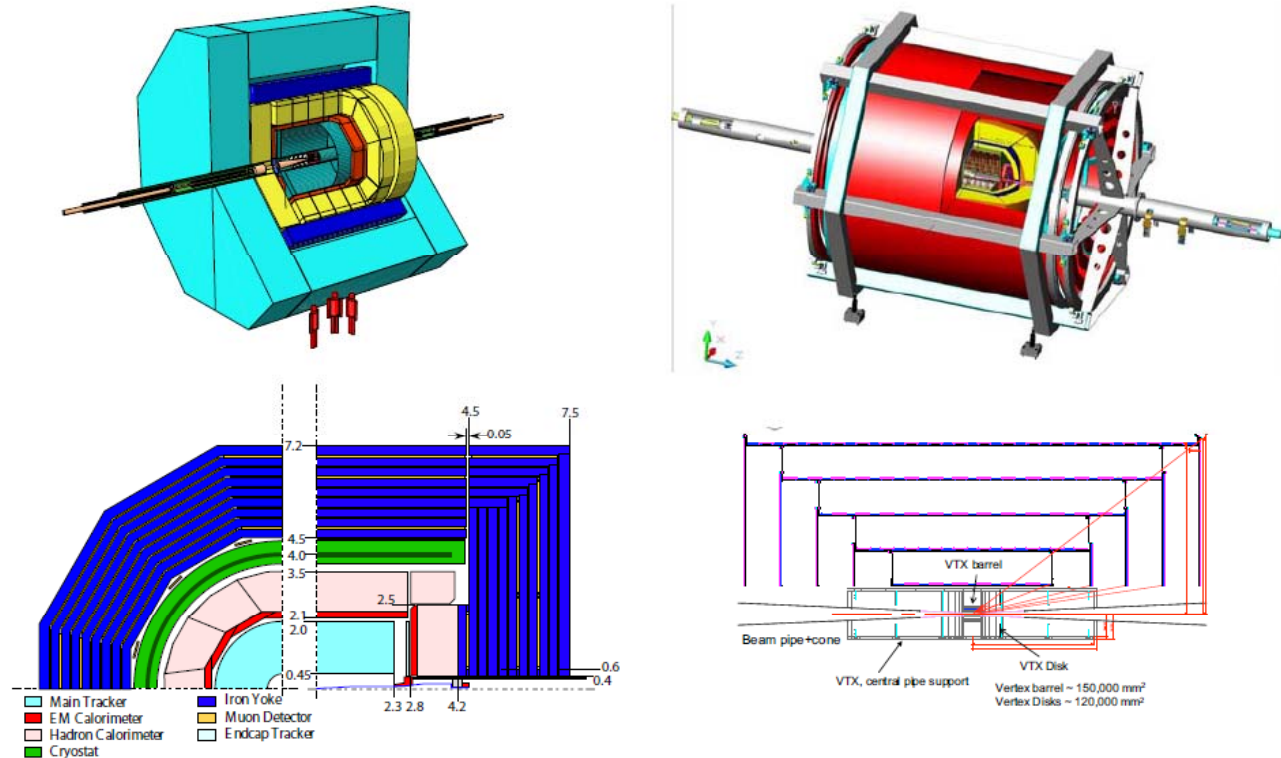 Y
X
Z
4.5
7.5
0.05
7.2
4.5
4.0
3.5
2.5
2.1
2.0
0.45
0.6
0.4
2.3
2.8
4.2
Main Tracker
EM Calorimeter
Hadron Calorimeter
Cryostat
Iron Yoke
Muon Detector
Endcap Tracker
VTX barrel
Beam pipe+cone
VTX Disk
VTX, central pipe support
Vertex barrel ~ 150,000 mm²
Vertex Disks ~ 120,000 mm²